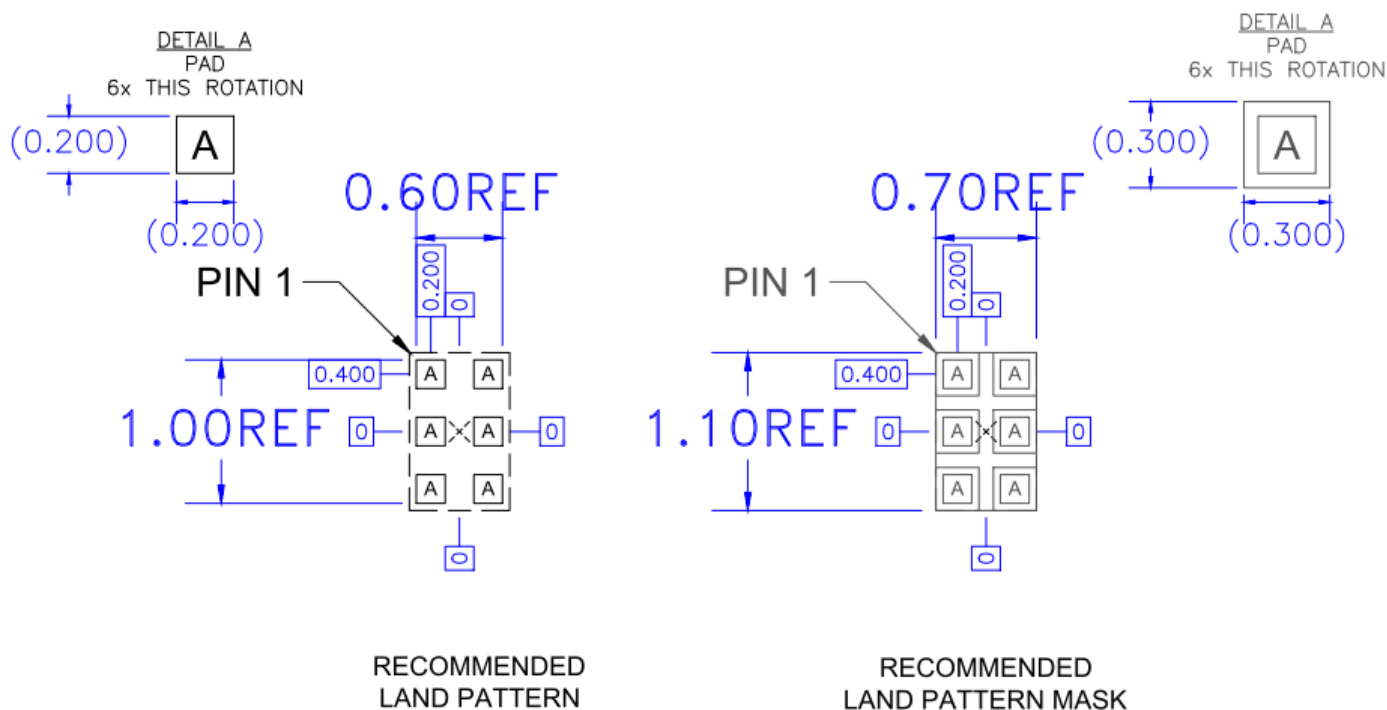 DETAIL A
PAD
6x THIS ROTATION
(0.200)
A
(0.200)
0.60REF
PIN 1
0.200
0
0.400
A
A
1.00REF
0
A
A
0
A
A
0
RECOMMENDED
LAND PATTERN
DETAIL A
PAD
6x THIS ROTATION
(0.300)
A
(0.300)
0.70REF
PIN 1
0.200
0
0.400
A
A
1.10REF
0
A
A
0
A
A
0
RECOMMENDED
LAND PATTERN MASK